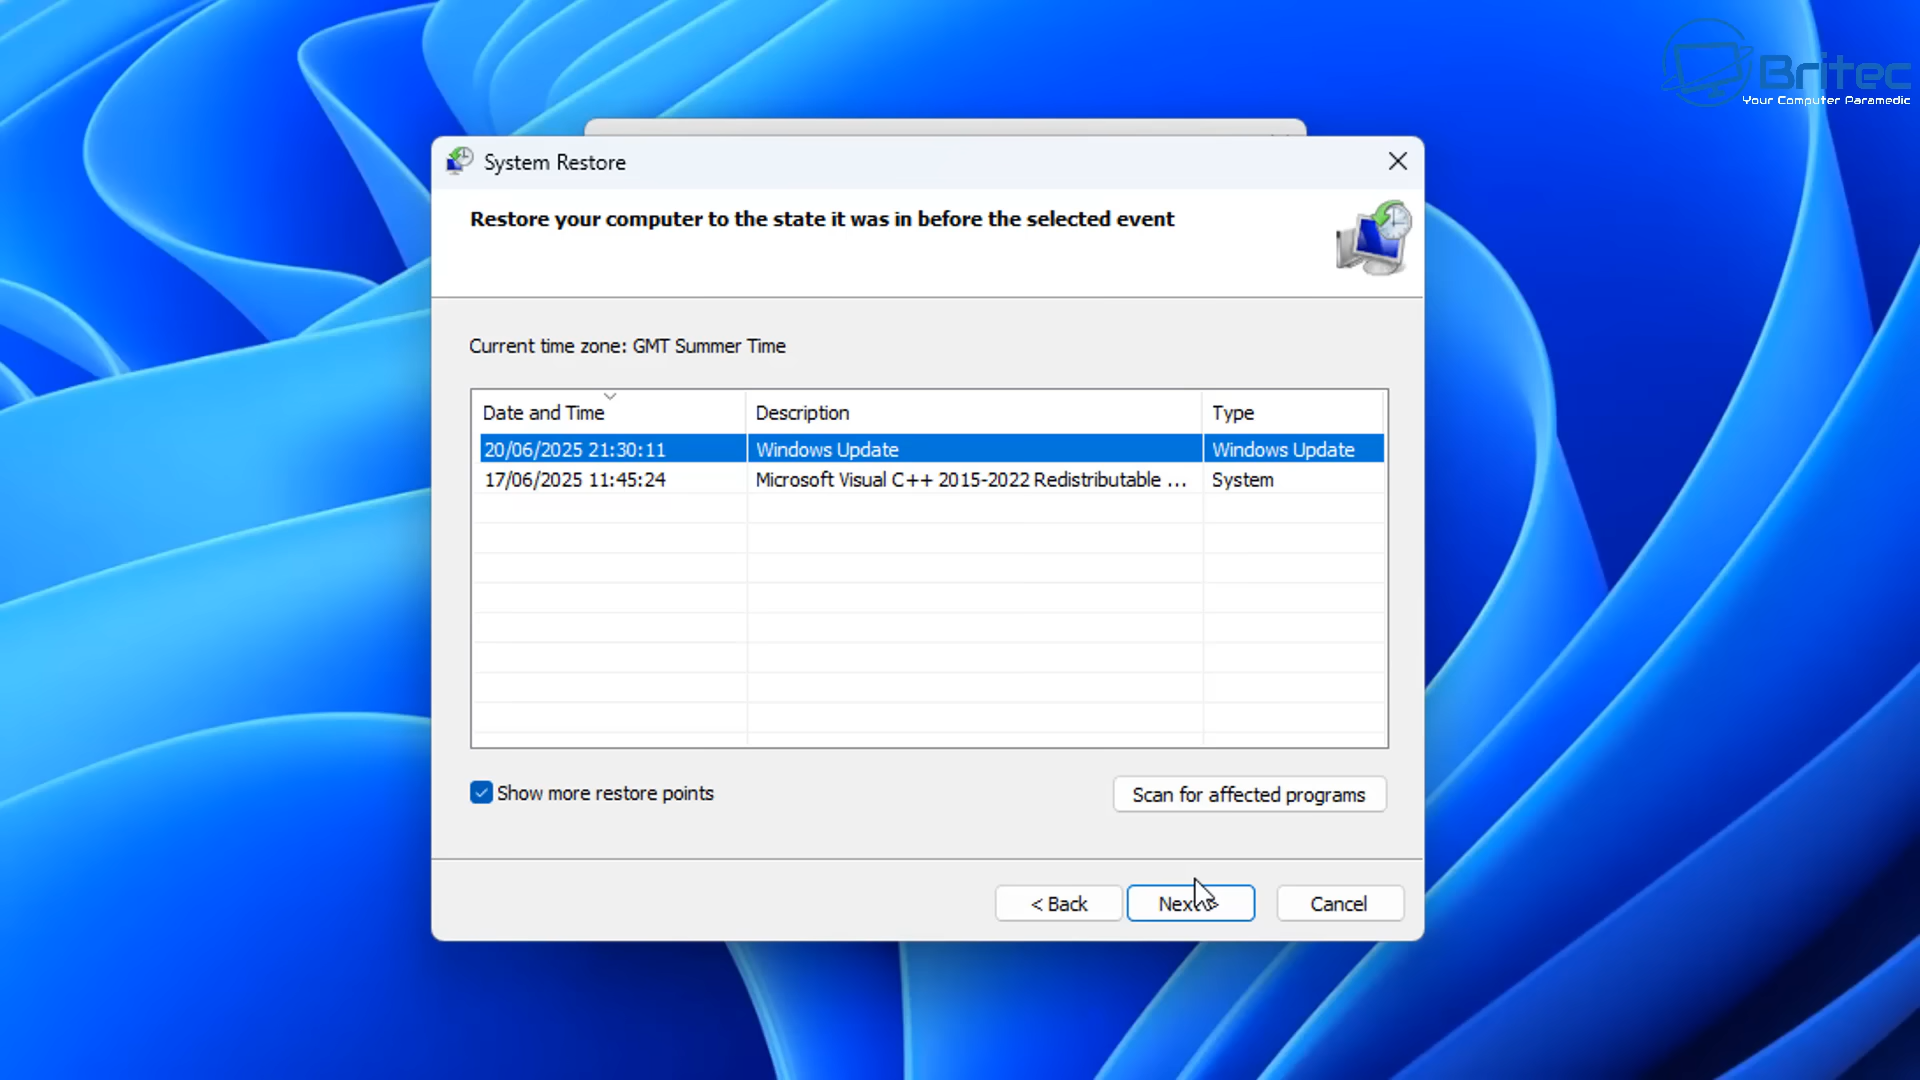 Britec
Your Computer Paramedic
System Restore
Restore your computer to the state it was in before the selected event
Current time zone: GMT Summer Time
Date and Time Description Type
20/06/2025 21:30:11 Windows Update Windows Update
17/06/2025 11:45:24 Microsoft Visual C++ 2015-2022 Redistributable ... System
Show more restore points
Scan for affected programs
< Back Next > Cancel